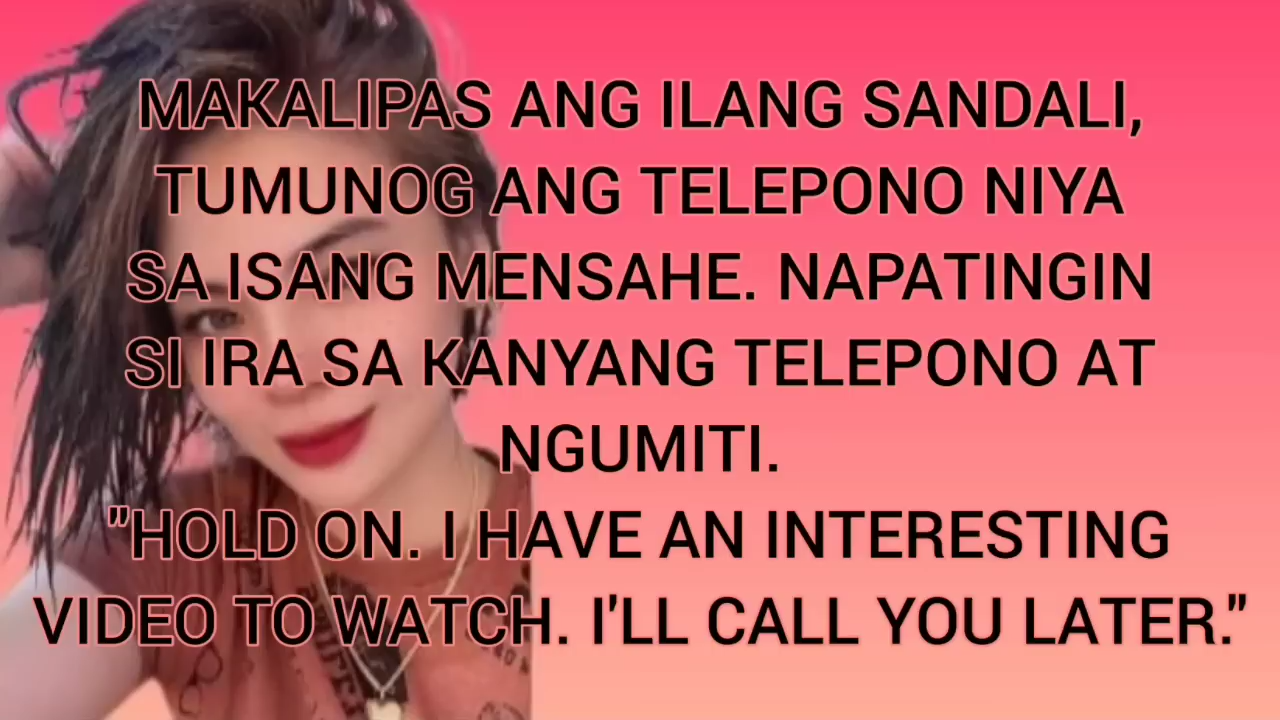 MAKALIPAS ANG ILANG SANDALI,
TUMUNOG ANG TELEPONO NIYA
SA ISANG MENSAHE. NAPATINGIN
SI IRA SA KANYANG TELEPONO AT
NGUMITI.
"HOLD ON. I HAVE AN INTERESTING
VIDEO TO WATCH. I'LL CALL YOU LATER."